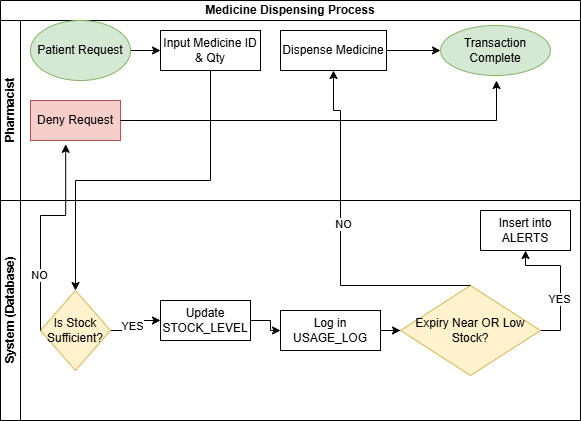 Medicine Dispensing Process
Pharmacist
Patient Request
Input Medicine ID
& Qty
Dispense Medicine
Transaction
Complete
Deny Request
System (Database)
NO
Insert into
ALERTS
NO
YES
Is Stock
Sufficient?
YES
Update
STOCK_LEVEL
Log in
USAGE_LOG
Expiry Near OR Low
Stock?